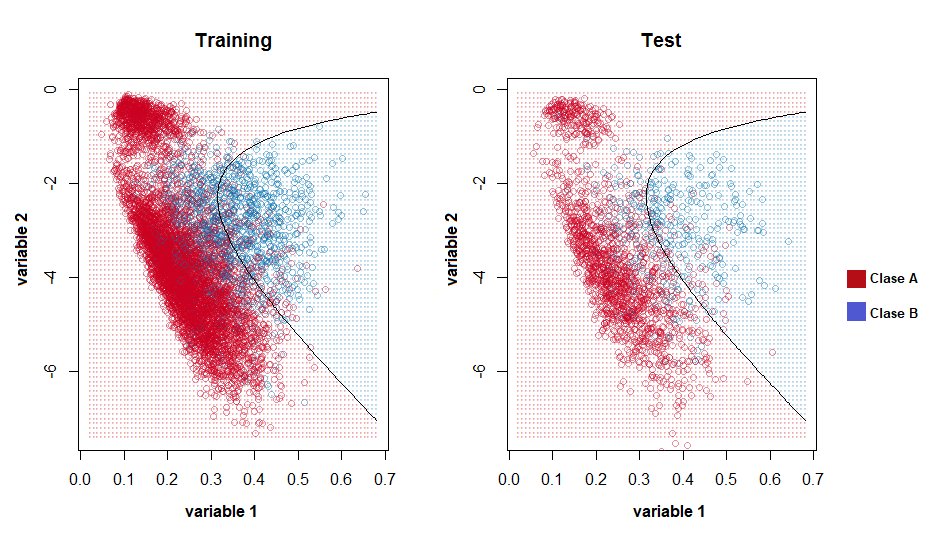 Training
0
-2
-4
-6
variable 2
0.0 0.1 0.2 0.3 0.4 0.5 0.6 0.7
variable 1
Test
0
-2
-4
-6
variable 2
0.0 0.1 0.2 0.3 0.4 0.5 0.6 0.7
variable 1
Clase A
Clase B